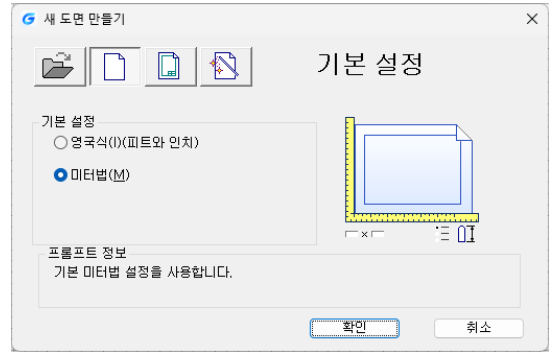 새 도면 만들기
기본 설정
기본 설정
영국식(I)(피트와 인치)
미터법(M)
프롬프트 정보
기본 미터법 설정을 사용합니다.
확인
취소